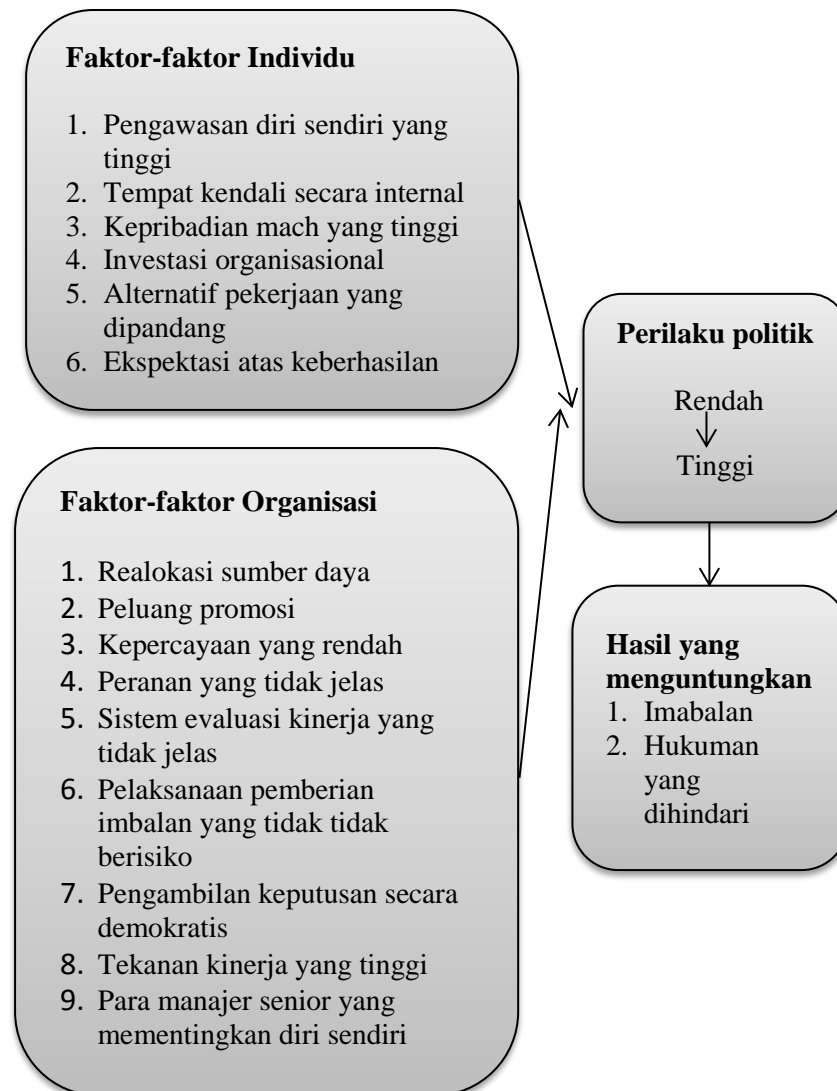 Faktor-faktor Individu
1. Pengawasan diri sendiri yang
tinggi
2. Tempat kendali secara internal
3. Kepribadian mach yang tinggi
4. Investasi organisasional
5. Alternatif pekerjaan yang
dipandang
6. Ekspektasi atas keberhasilan
Faktor-faktor Organisasi
1. Realokasi sumber daya
2. Peluang promosi
3. Kepercayaan yang rendah
4. Peranan yang tidak jelas
5. Sistem evaluasi kinerja yang
tidak jelas
6. Pelaksanaan pemberian
imbalan yang tidak tidak
berisiko
7. Pengambilan keputusan secara
demokratis
8. Tekanan kinerja yang tinggi
9. Para manajer senior yang
mementingkan diri sendiri
Perilaku politik
Rendah
Tinggi
Hasil yang
menguntungkan
1. Imabalan
2. Hukuman
yang
dihindari